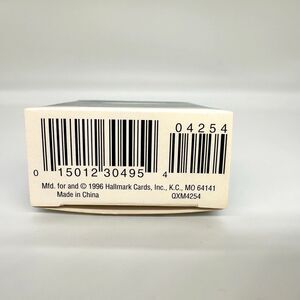 04254
0 15012 30495 4
Mfd. for and © 1996 Hallmark Cards, Inc., K.C., MO 64141
Made in China QXM4254